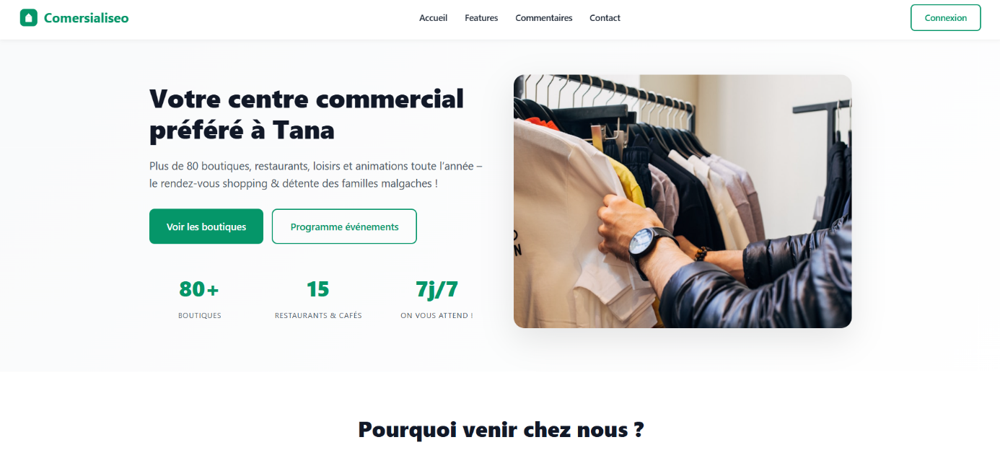 Comersialiseo
Accueil Features Commentaires Contact
Connexion
Votre centre commercial
préféré à Tana
Plus de 80 boutiques, restaurants, loisirs et animations toute l’année –
le rendez-vous shopping & détente des familles malgaches !
Voir les boutiques Programme événements
80+ 15 7j/7
BOUTIQUES RESTAURANTS & CAFÉS ON VOUS ATTEND !
Pourquoi venir chez nous ?